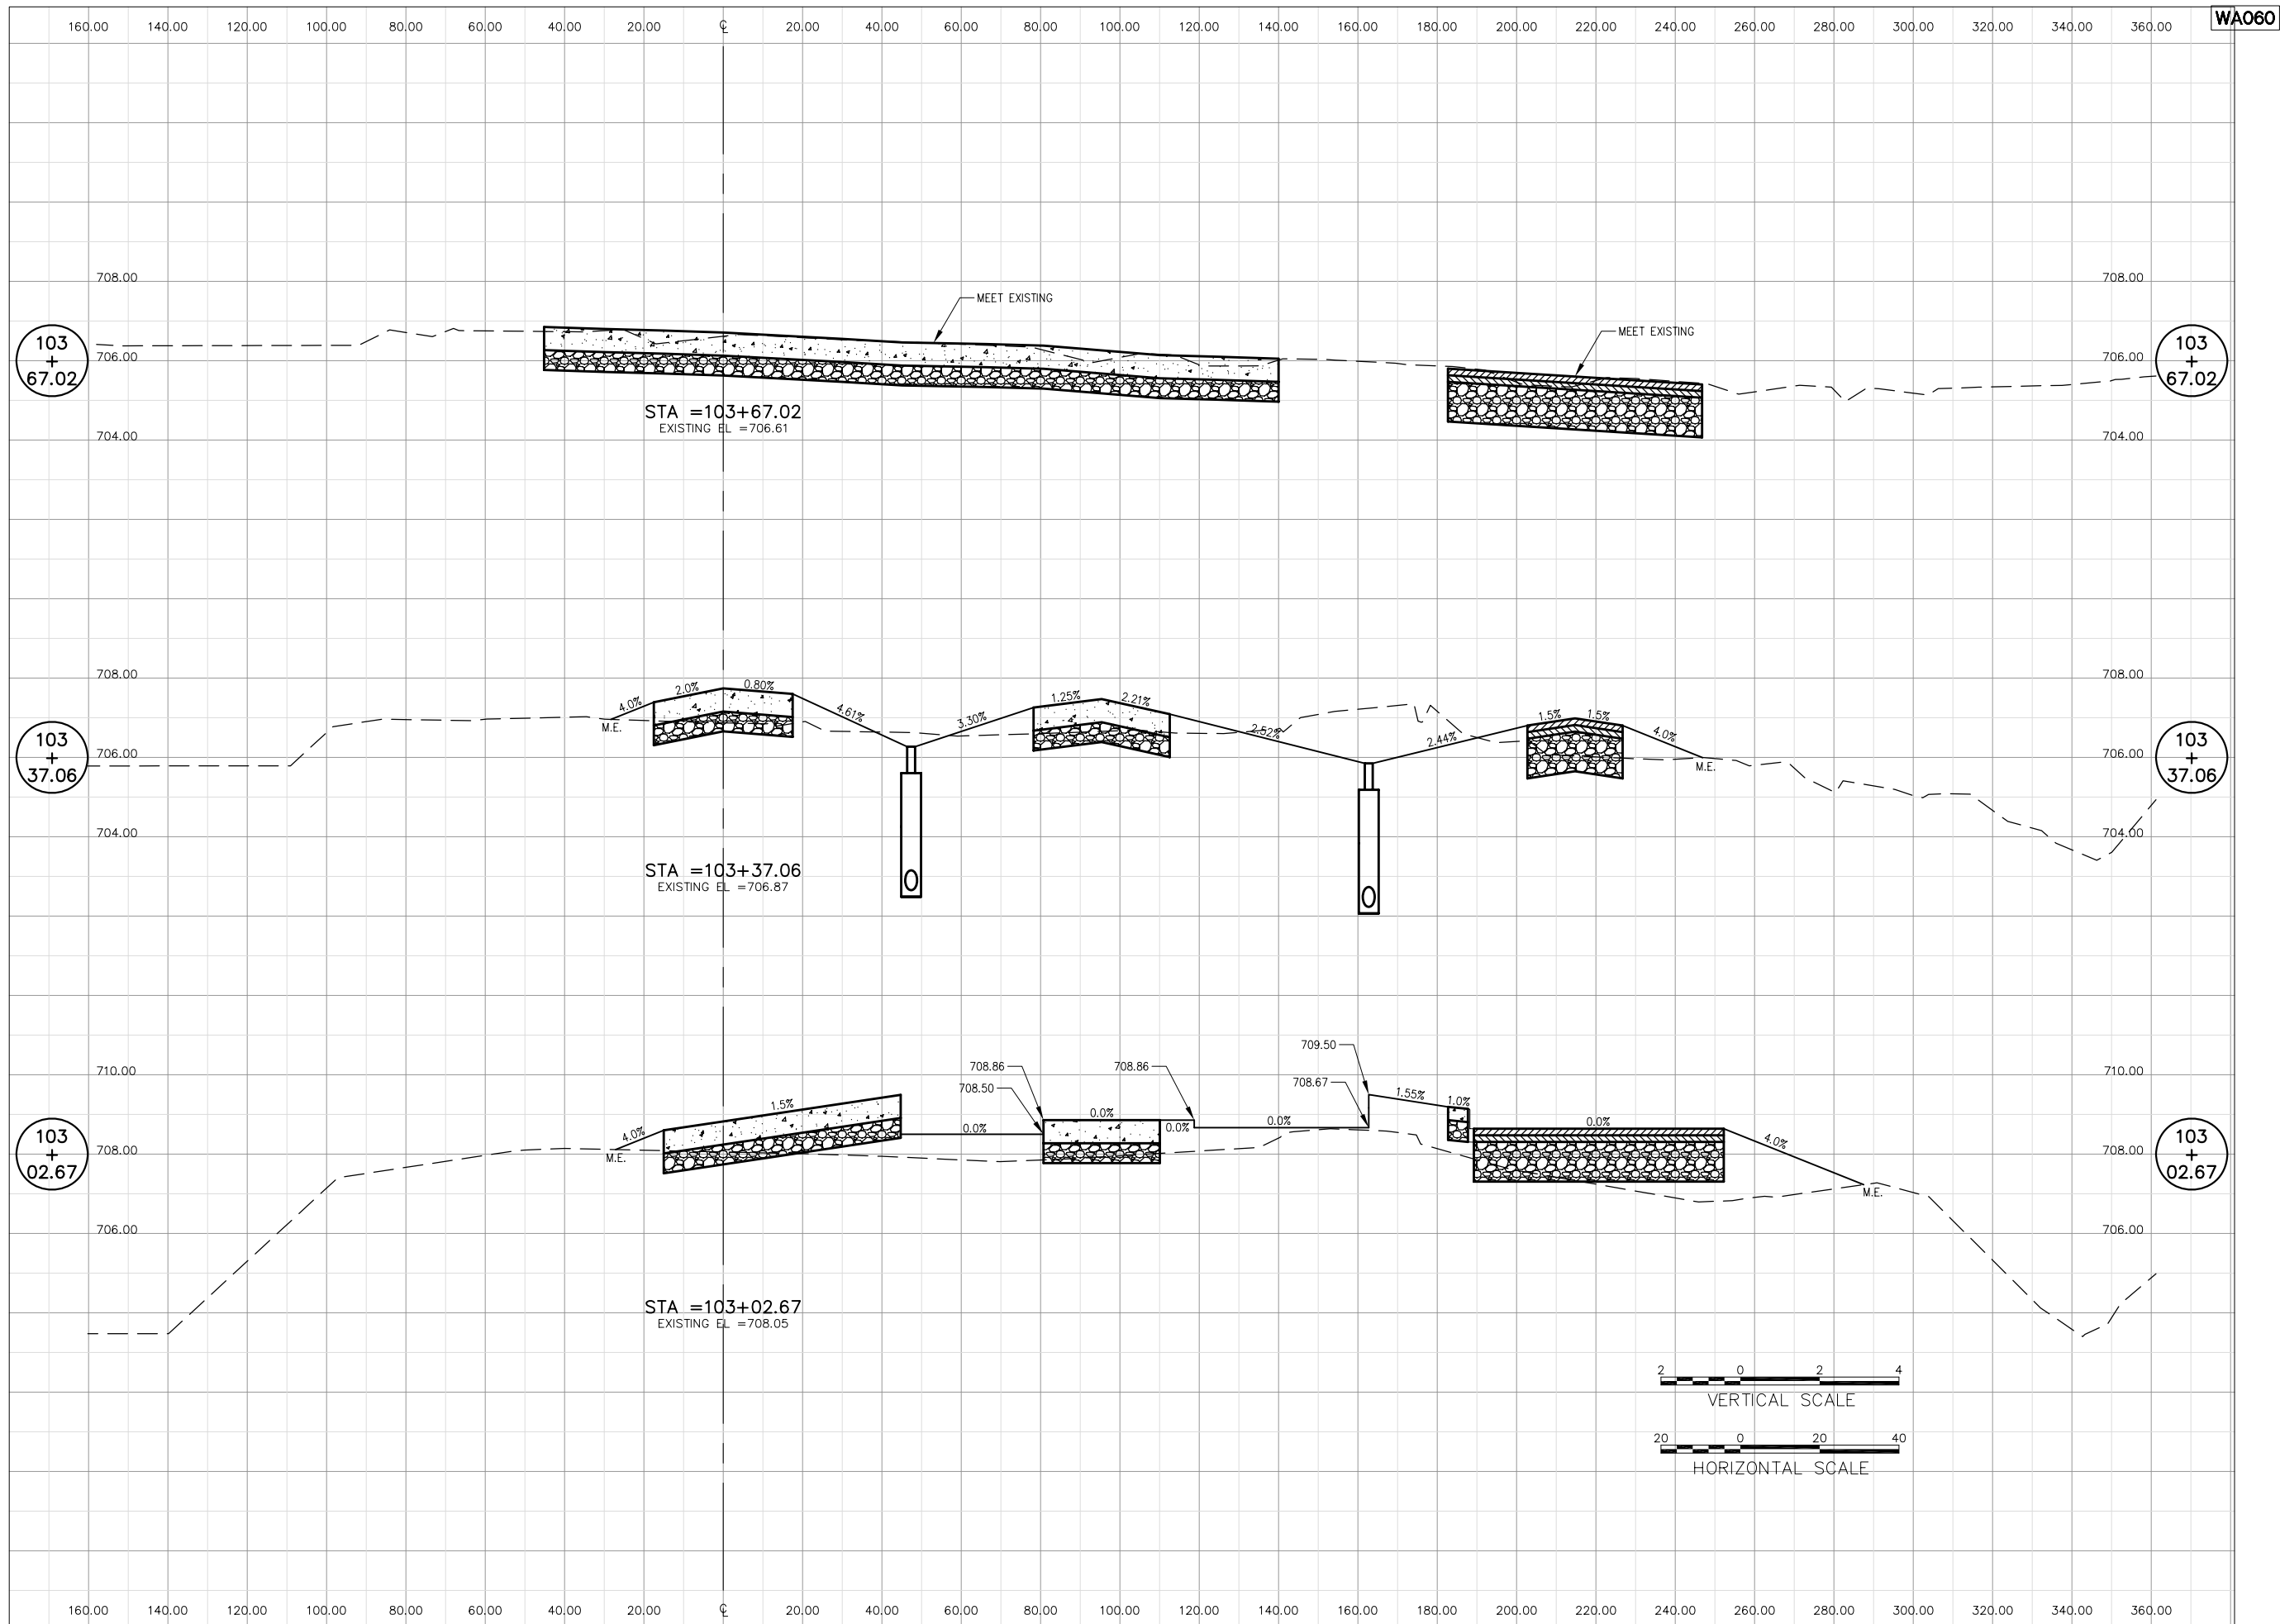 WA060
160.00 140.00 120.00 100.00 80.00 60.00 40.00 20.00 ℄ 20.00 40.00 60.00 80.00 100.00 120.00 140.00 160.00 180.00 200.00 220.00 240.00 260.00 280.00 300.00 320.00 340.00 360.00
708.00 708.00
MEET EXISTING
MEET EXISTING
103
+
67.02
706.00 706.00
103
+
67.02
STA =103+67.02
EXISTING EL =706.61
704.00 704.00
708.00 708.00
4.0% 2.0% 0.80% 4.61% 3.30% 1.25% 2.21% 2.52% 2.44% 1.5% 1.5% 4.0%
M.E. M.E.
103
+
37.06
706.00 706.00
103
+
37.06
704.00 704.00
STA =103+37.06
EXISTING EL =706.87
709.50
708.86 708.86
710.00 710.00
708.50 708.67
4.0% 1.5% 0.0% 0.0% 0.0% 0.0% 1.55% 1.0% 0.0% 4.0%
M.E. M.E.
103
+
02.67
708.00 708.00
103
+
02.67
706.00 706.00
STA =103+02.67
EXISTING EL =708.05
2 0 2 4
VERTICAL SCALE
20 0 20 40
HORIZONTAL SCALE
160.00 140.00 120.00 100.00 80.00 60.00 40.00 20.00 ℄ 20.00 40.00 60.00 80.00 100.00 120.00 140.00 160.00 180.00 200.00 220.00 240.00 260.00 280.00 300.00 320.00 340.00 360.00